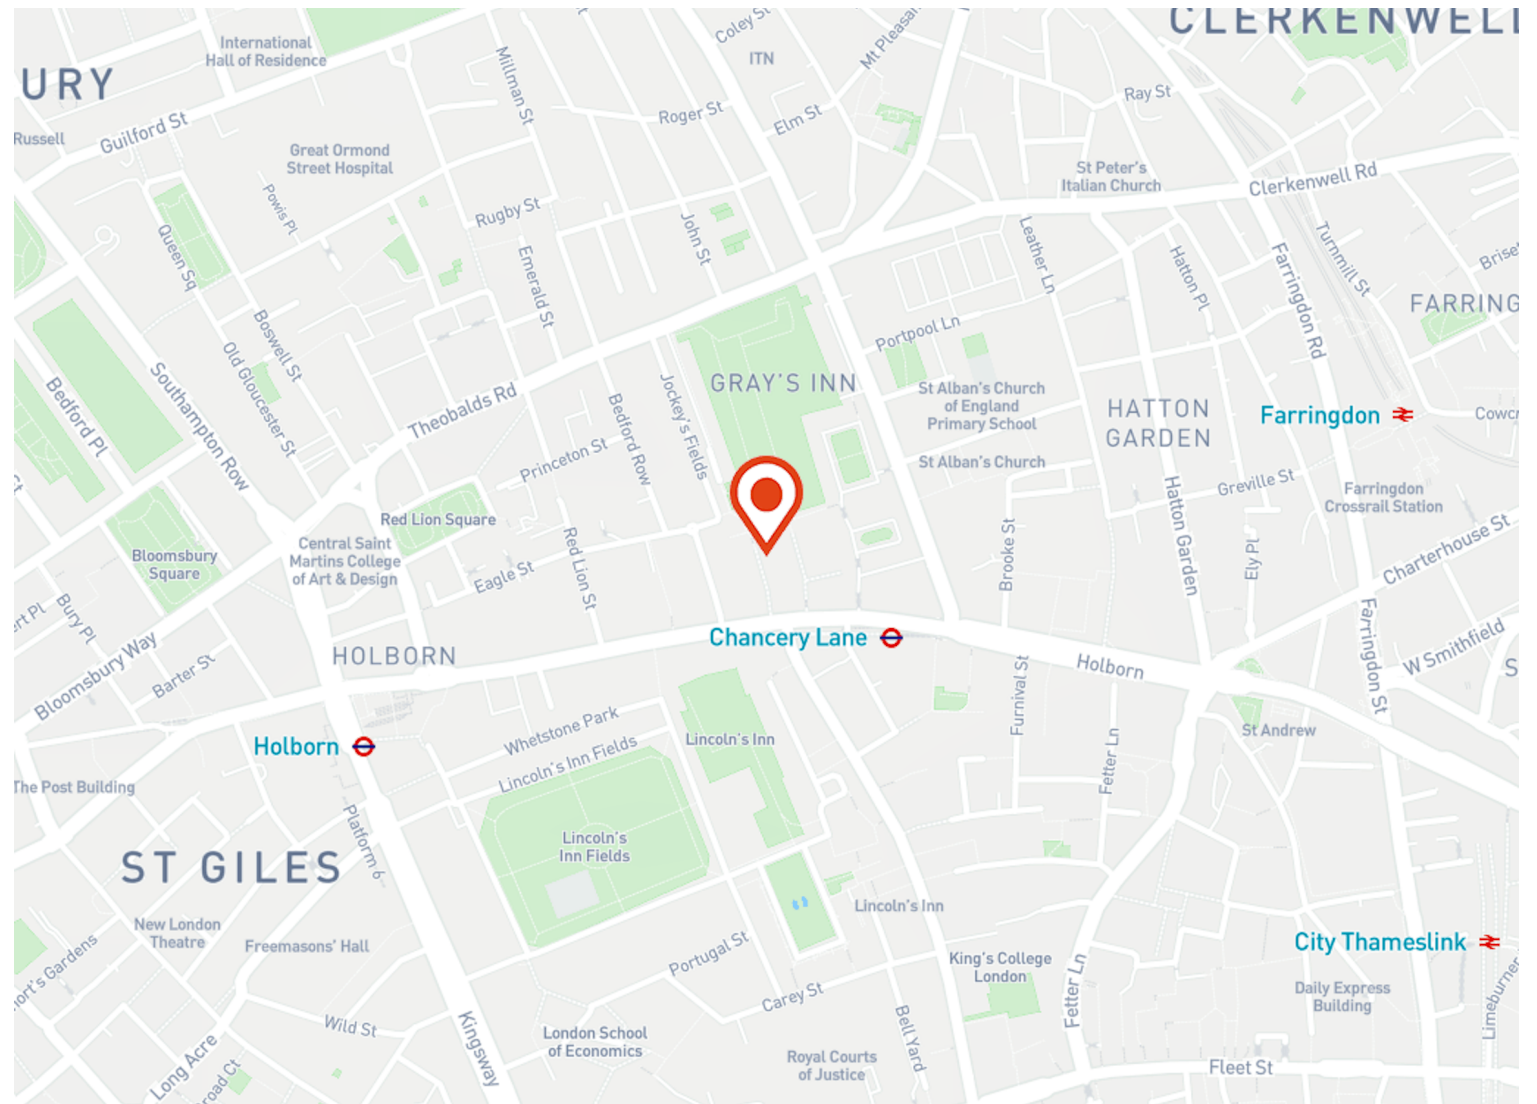 CLERKENWELL
Coley St
Mt Pleasan
International
Hall of Residence
ITN
Millman St
URY
Ray St
Roger St
Elm St
Guilford St
Russell
Great Ormond
Street Hospital
St Peter's
Italian Church
Clerkenwell Rd
Powis Pl
Rugby St
John St
Queen Sq
Leather Ln
Turnmill St
Hatton Pl
Farringdon Rd
Briset
Emerald St
FARRING
Boswell St
Portpool Ln
Old Gloucester St
Southampton Row
Bedford Pl
Theobalds Rd
Jockey's Fields
GRAY'S INN
St Alban's Church
of England
Primary School
HATTON
GARDEN
Farringdon
Cowcr
Bedford Row
Princeton St
St Alban's Church
Greville St
Farringdon
Crossrail Station
Ct
Red Lion Square
Hatton Garden
Central Saint
Martins College
of Art & Design
Bloomsbury
Square
Red Lion St
Eagle St
Brooke St
Ely Pl
Charterhouse St
ert Pl
Bury Pl
Chancery Lane
Farringdon St
W Smithfield
HOLBORN
Holborn
Bloomsbury Way
Barter St
S
Furnival St
Whetstone Park
Lincoln's Inn
St Andrew
Holborn
Lincoln's Inn Fields
Fetter Ln
The Post Building
Platform 6
Lincoln's
Inn Fields
ST GILES
Lincoln's Inn
New London
Theatre
Freemasons' Hall
City Thameslink
Portugal St
King's College
London
ort's Gardens
Carey St
Fetter Ln
Daily Express
Building
Limeburner
Wild St
London School
of Economics
Kingsway
Bell Yard
Long Acre
Royal Courts
of Justice
Fleet St
road Ct